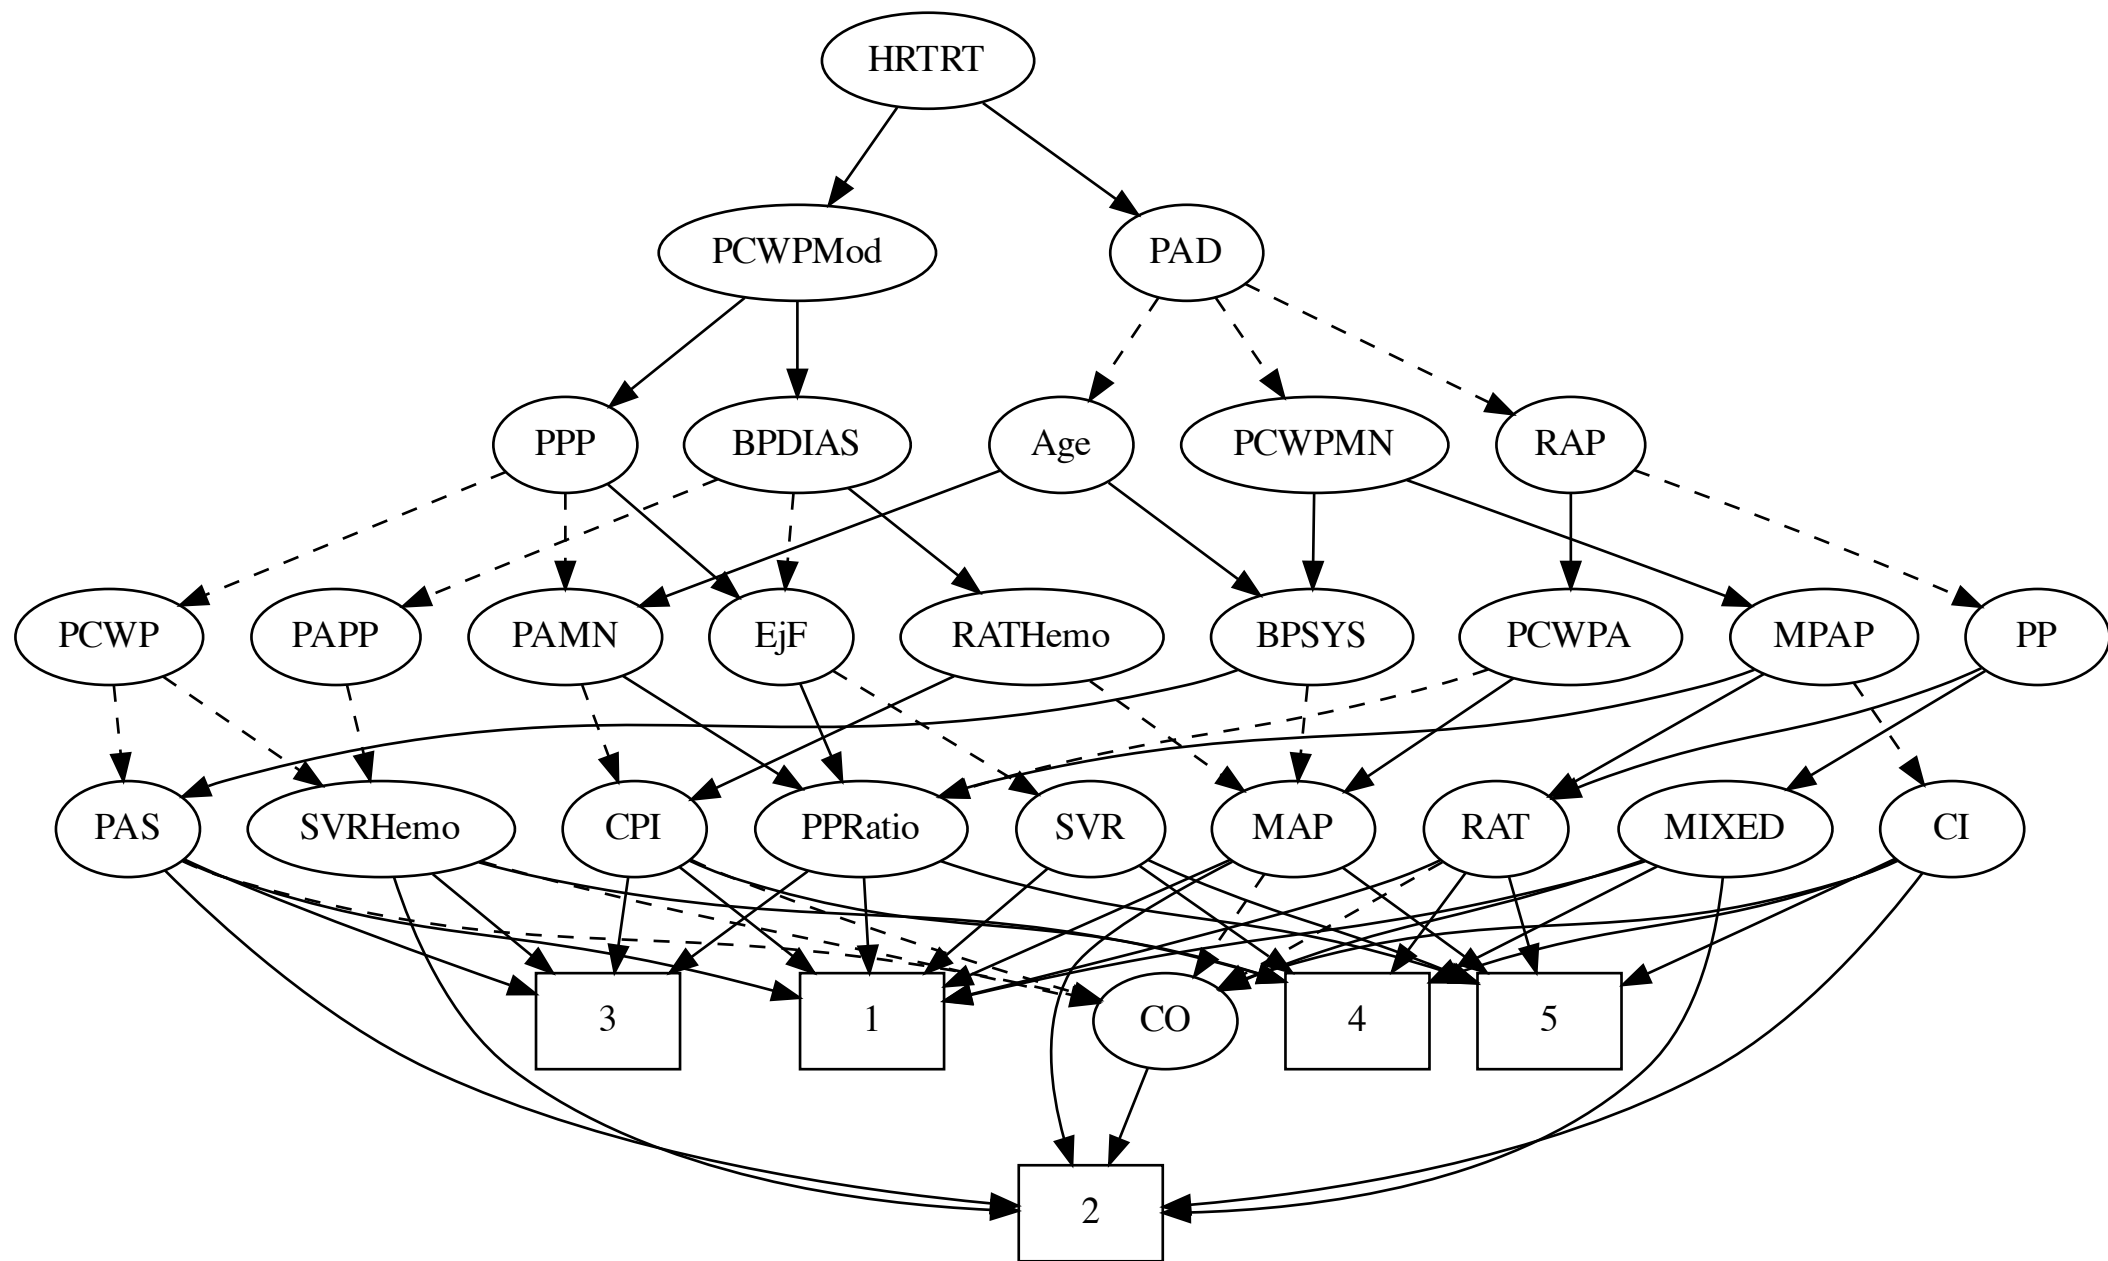 HRTRT
PCWPMod
PAD
PPP
BPDIAS
Age
PCWPMN
RAP
PCWP
PAPP
PAMN
EjF
RATHemo
BPSYS
PCWPA
MPAP
PP
PAS
SVRHemo
CPI
PPRatio
SVR
MAP
RAT
MIXED
CI
3
1
CO
4
5
2